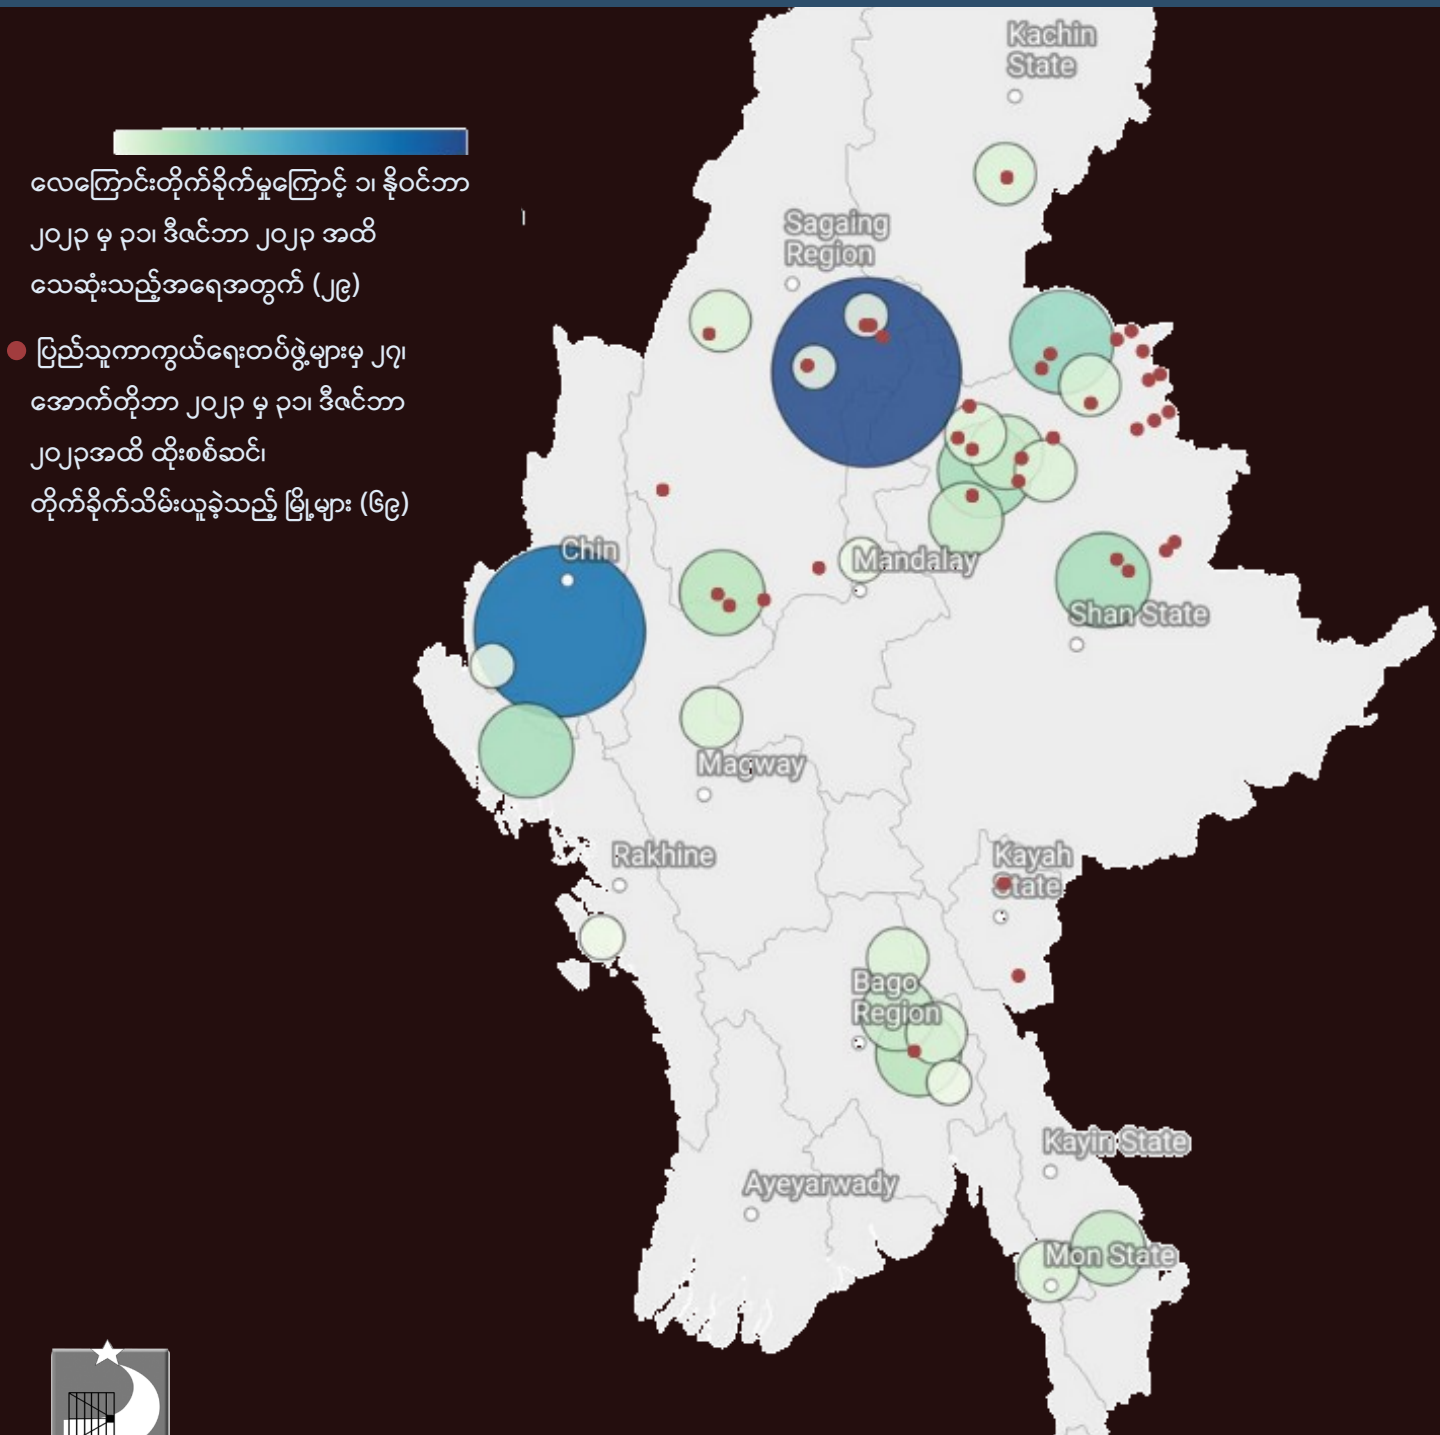 Kachin
State
လေကြောင်းတိုက်ခိုက်မှုကြောင့် ၁၊ နိုဝင်ဘာ
၂၀၂၃ မှ ၃၁၊ ဒီဇင်ဘာ ၂၀၂၃ အထိ
သေဆုံးသည့်အရေအတွက် (၂၉)
ပြည်သူကာကွယ်ရေးတပ်ဖွဲ့များမှ ၂၇၊
အောက်တိုဘာ ၂၀၂၃ မှ ၃၁၊ ဒီဇင်ဘာ
၂၀၂၃အထိ ထိုးစစ်ဆင်၊
တိုက်ခိုက်သိမ်းယူခဲ့သည့် မြို့များ (၆၉)
Sagaing
Region
Chin
Mandalay
Shan State
Magway
Rakhine
Kayah
State
Bago
Region
Kayin State
Ayeyarwady
Mon State